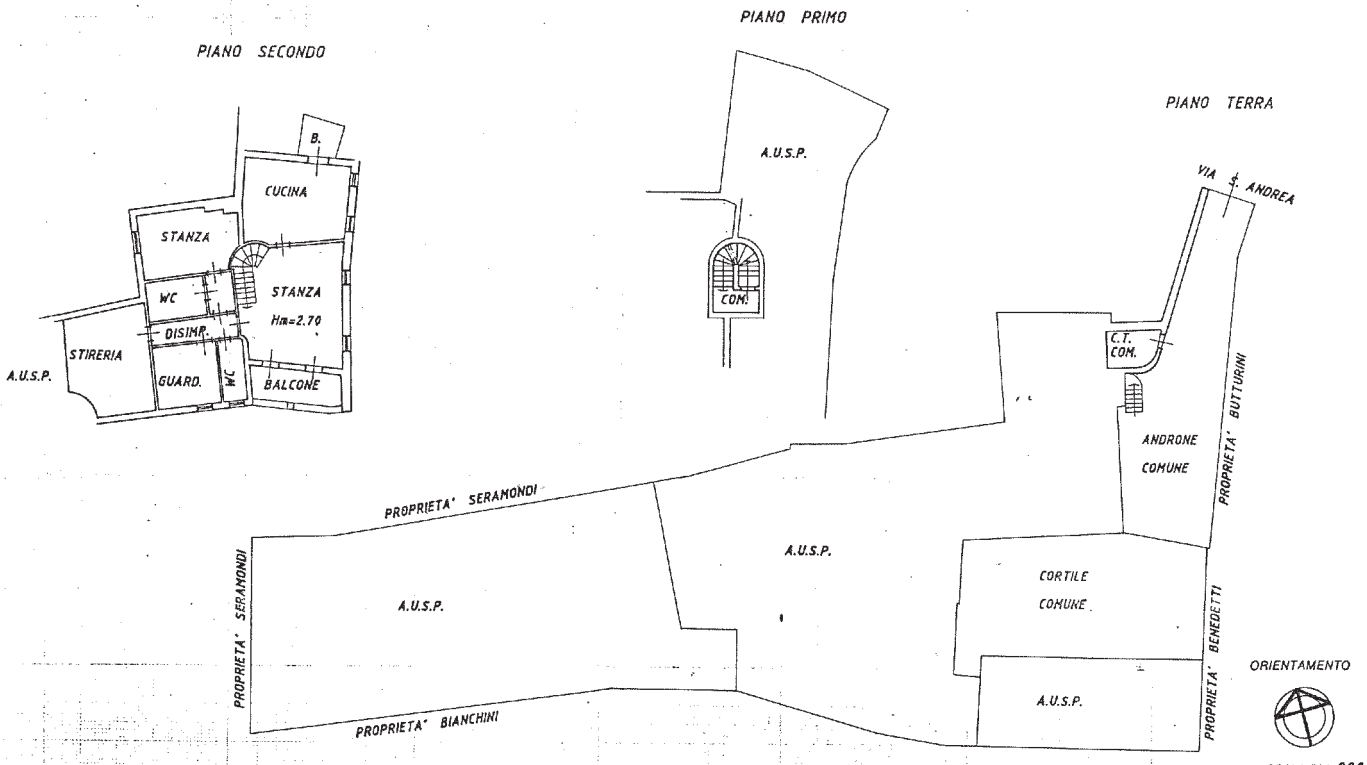 PIANO PRIMO
PIANO SECONDO
PIANO TERRA
B.
CUCINA
STANZA
WC
STANZA
Hm=2.70
DISIMP.
STIRERIA
GUARD.
WC
BALCONE
A.U.S.P.
A.U.S.P.
COM.
VIA S. ANDREA
C.T.
COM.
ANDRONE
COMUNE
PROPRIETA' BUTTURINI
PROPRIETA' SERAMONDI
PROPRIETA' SERAMONDI
A.U.S.P.
A.U.S.P.
CORTILE
COMUNE
PROPRIETA' BENEDETTI
A.U.S.P.
PROPRIETA' BIANCHINI
ORIENTAMENTO